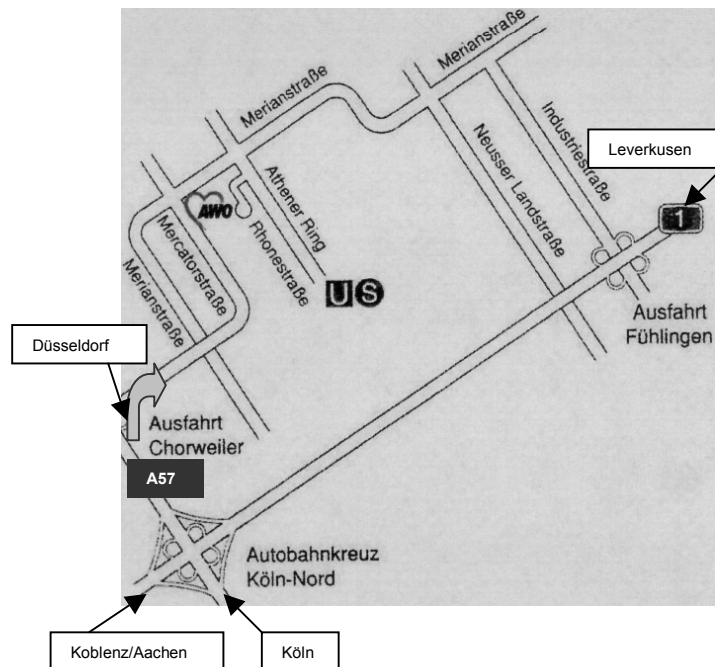 Merianstraße
Merianstraße
Industriestraße
Leverkusen
1
Neusser Landstraße
Athener Ring
AWO
Rhonestraße
Mercatorstraße
Merianstraße
U S
Ausfahrt
Fühlingen
Düsseldorf
Ausfahrt
Chorweiler
A57
Autobahnkreuz
Köln-Nord
Koblenz/Aachen
Köln